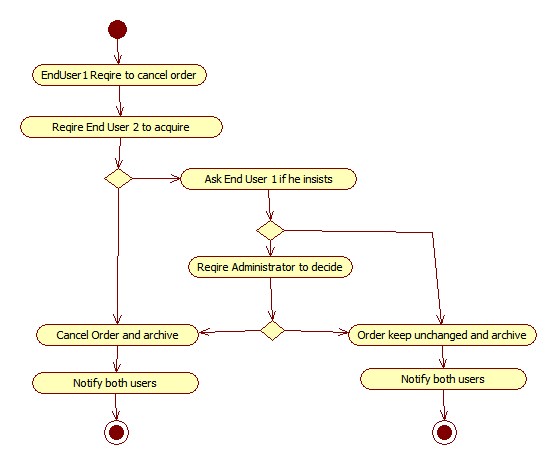 EndUser1 Reqire to cancel order
Reqire End User 2 to acquire
Ask End User 1 if he insists
Reqire Administrator to decide
Cancel Order and archive
Order keep unchanged and archive
Notify both users
Notify both users